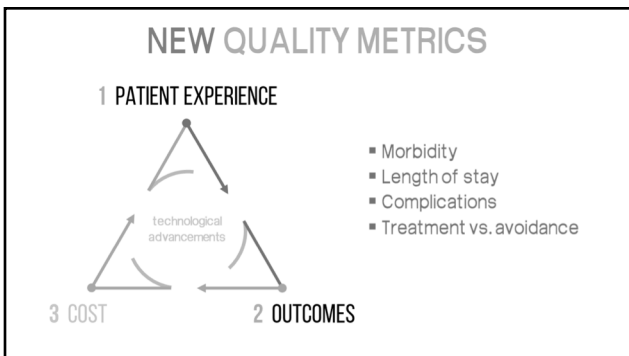 NEW QUALITY METRICS
1 PATIENT EXPERIENCE
technological
advancements
3 COST
2 OUTCOMES
▪ Morbidity
▪ Length of stay
▪ Complications
▪ Treatment vs. avoidance